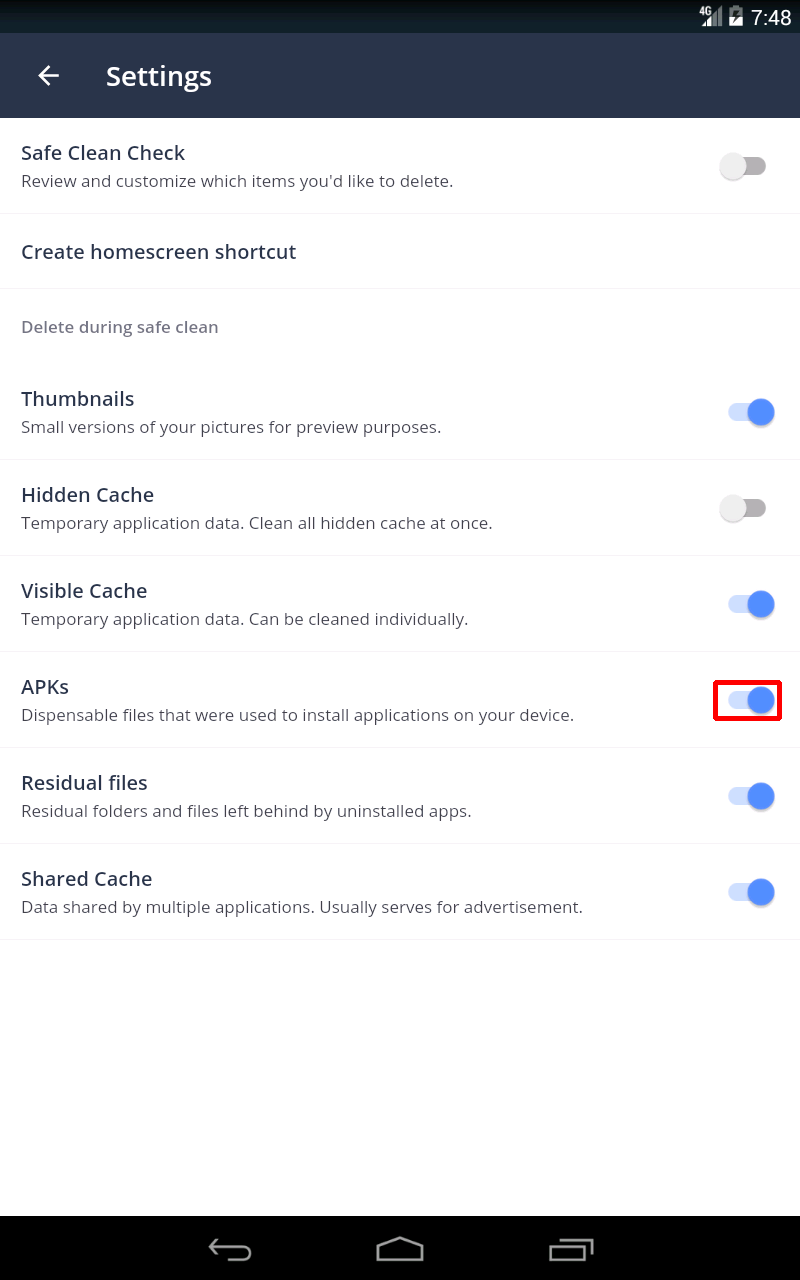 4G 7:48
Settings
Safe Clean Check
Review and customize which items you'd like to delete.
Create homescreen shortcut
Delete during safe clean
Thumbnails
Small versions of your pictures for preview purposes.
Hidden Cache
Temporary application data. Clean all hidden cache at once.
Visible Cache
Temporary application data. Can be cleaned individually.
APKs
Dispensable files that were used to install applications on your device.
Residual files
Residual folders and files left behind by uninstalled apps.
Shared Cache
Data shared by multiple applications. Usually serves for advertisement.